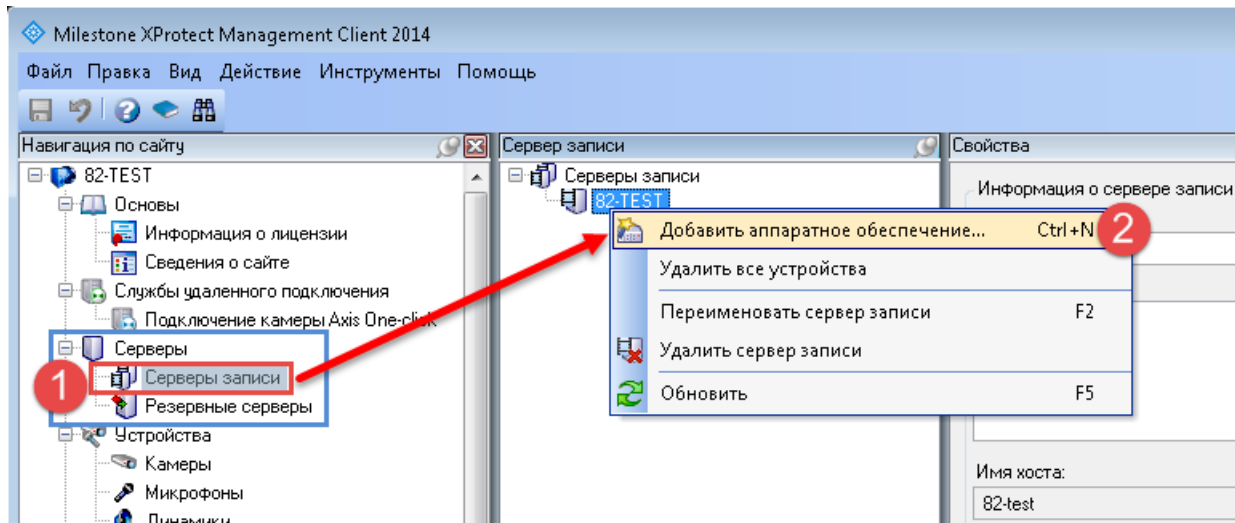 Milestone XProtect Management Client 2014
Файл Правка Вид Действие Инструменты Помощь
Навигация по сайту
82-TEST
Основы
Информация о лицензии
Сведения о сайте
Службы удаленного подключения
Подключение камеры Axis One-click
Серверы
1
Серверы записи
Резервные серверы
Устройства
Камеры
Микрофоны
Динамики
Сервер записи
Серверы записи
82-TEST
Добавить аппаратное обеспечение... Ctrl+N
2
Удалить все устройства
Переименовать сервер записи F2
Удалить сервер записи
Обновить F5
Свойства
Информация о сервере записи
Имя хоста:
82-test